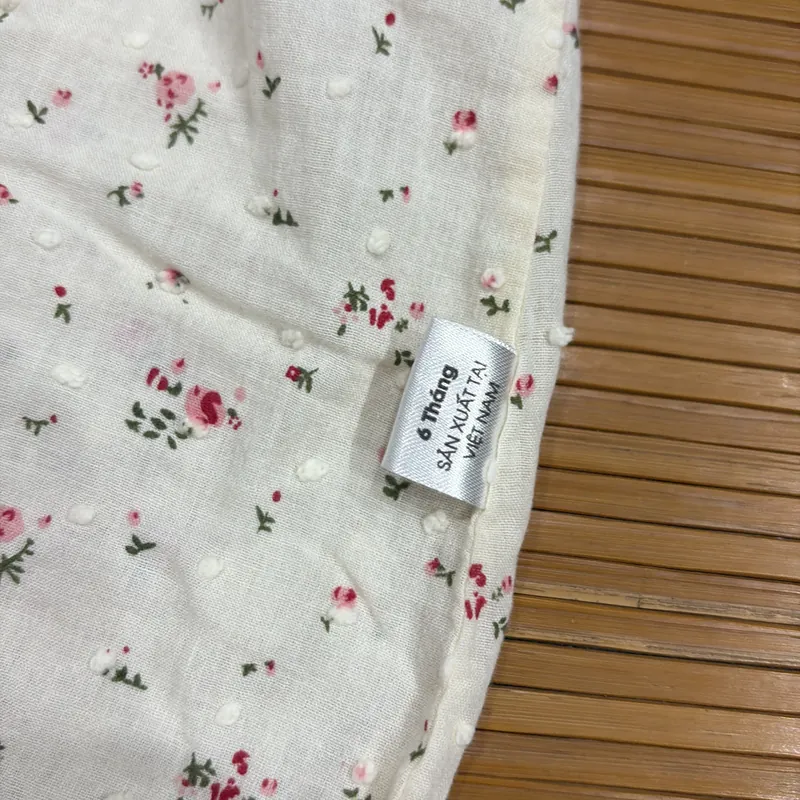 6 Tháng
SẢN XUẤT TẠI
VIỆT NAM